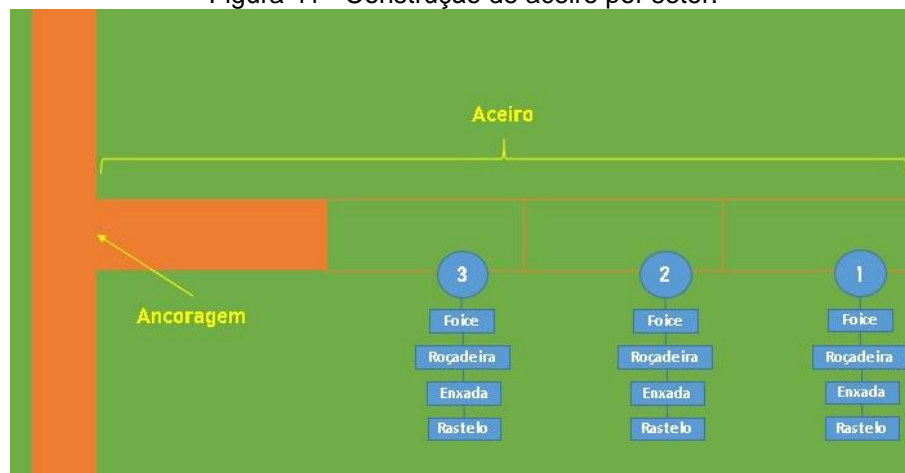 Aceiro
Ancoragem
3
2
1
Foice
Foice
Foice
Roçadeira
Roçadeira
Roçadeira
Enxada
Enxada
Enxada
Rastelo
Rastelo
Rastelo